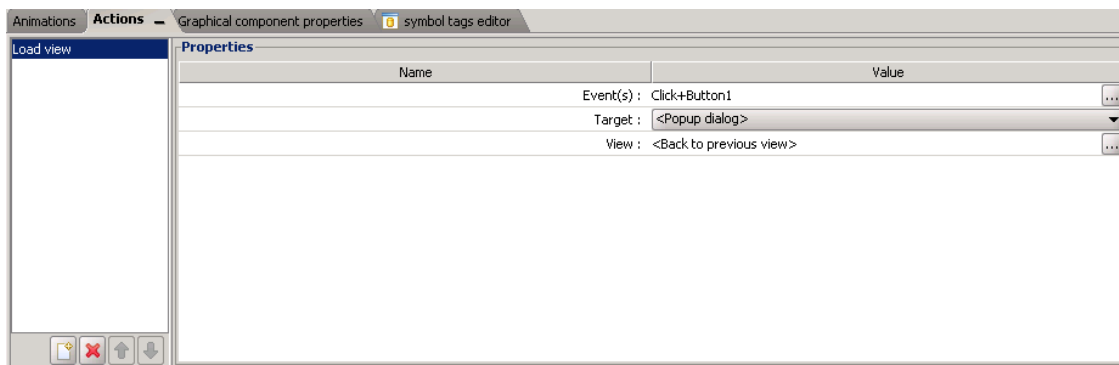 Animations Actions Graphical component properties symbol tags editor
Load view
Properties
Name Value
Event(s) : Click+Button1 ...
Target : <Popup dialog>
View : <Back to previous view> ...